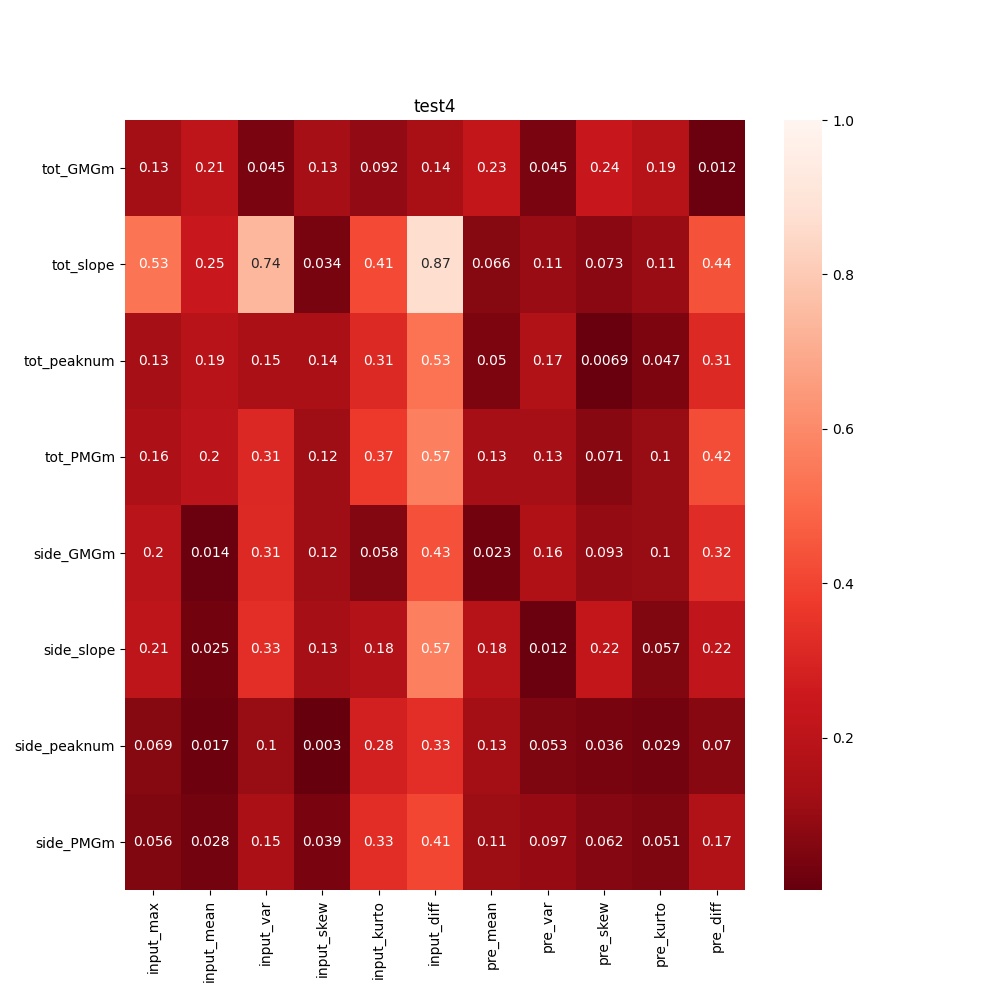 test4
tot_GMGm 0.13 0.21 0.045 0.13 0.092 0.14 0.23 0.045 0.24 0.19 0.012
tot_slope 0.53 0.25 0.74 0.034 0.41 0.87 0.066 0.11 0.073 0.11 0.44
tot_peaknum 0.13 0.19 0.15 0.14 0.31 0.53 0.05 0.17 0.0069 0.047 0.31
tot_PMGm 0.16 0.2 0.31 0.12 0.37 0.57 0.13 0.13 0.071 0.1 0.42
side_GMGm 0.2 0.014 0.31 0.12 0.058 0.43 0.023 0.16 0.093 0.1 0.32
side_slope 0.21 0.025 0.33 0.13 0.18 0.57 0.18 0.012 0.22 0.057 0.22
side_peaknum 0.069 0.017 0.1 0.003 0.28 0.33 0.13 0.053 0.036 0.029 0.07
side_PMGm 0.056 0.028 0.15 0.039 0.33 0.41 0.11 0.097 0.062 0.051 0.17
input_max input_mean input_var input_skew input_kurto input_diff pre_mean pre_var pre_skew pre_kurto pre_diff
1.0
0.8
0.6
0.4
0.2